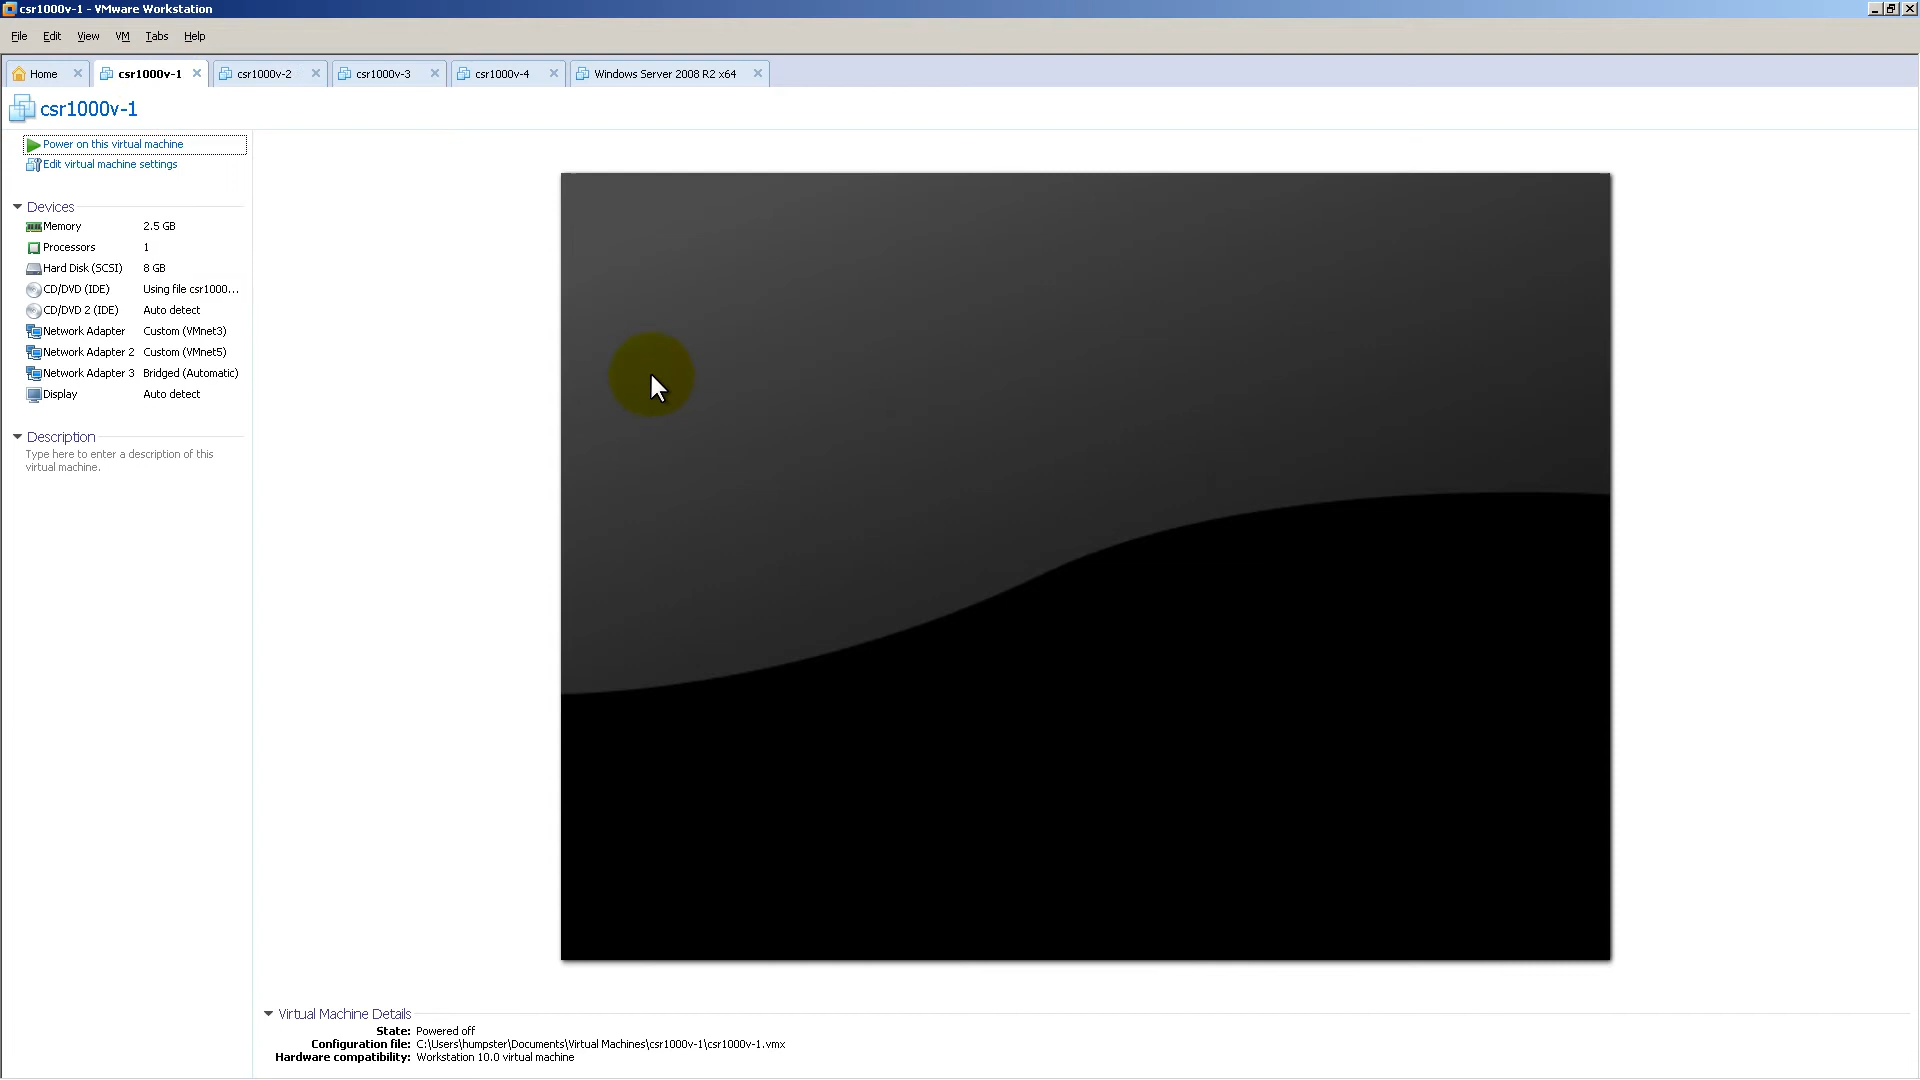 csr1000v-1 - VMware Workstation
File Edit View VM Tabs Help
Home csr1000v-1 csr1000v-2 csr1000v-3 csr1000v-4 Windows Server 2008 R2 x64
csr1000v-1
Power on this virtual machine
Edit virtual machine settings
Devices
Memory 2.5 GB
Processors 1
Hard Disk (SCSI) 8 GB
CD/DVD (IDE) Using file csr1000...
CD/DVD 2 (IDE) Auto detect
Network Adapter Custom (VMnet3)
Network Adapter 2 Custom (VMnet5)
Network Adapter 3 Bridged (Automatic)
Display Auto detect
Description
Type here to enter a description of this
virtual machine.
Virtual Machine Details
State: Powered off
Configuration file: C:\Users\humpster\Documents\Virtual Machines\csr1000v-1\csr1000v-1.vmx
Hardware compatibility: Workstation 10.0 virtual machine